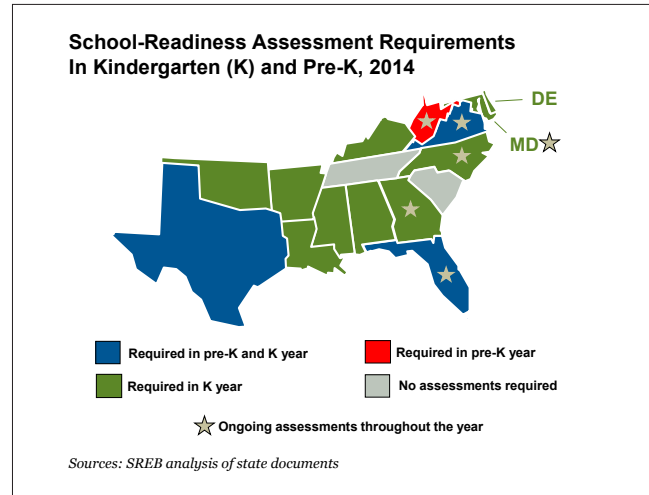 School-Readiness Assessment Requirements
In Kindergarten (K) and Pre-K, 2014
DE
MD
Required in pre-K and K year
Required in pre-K year
Required in K year
No assessments required
Ongoing assessments throughout the year
Sources: SREB analysis of state documents